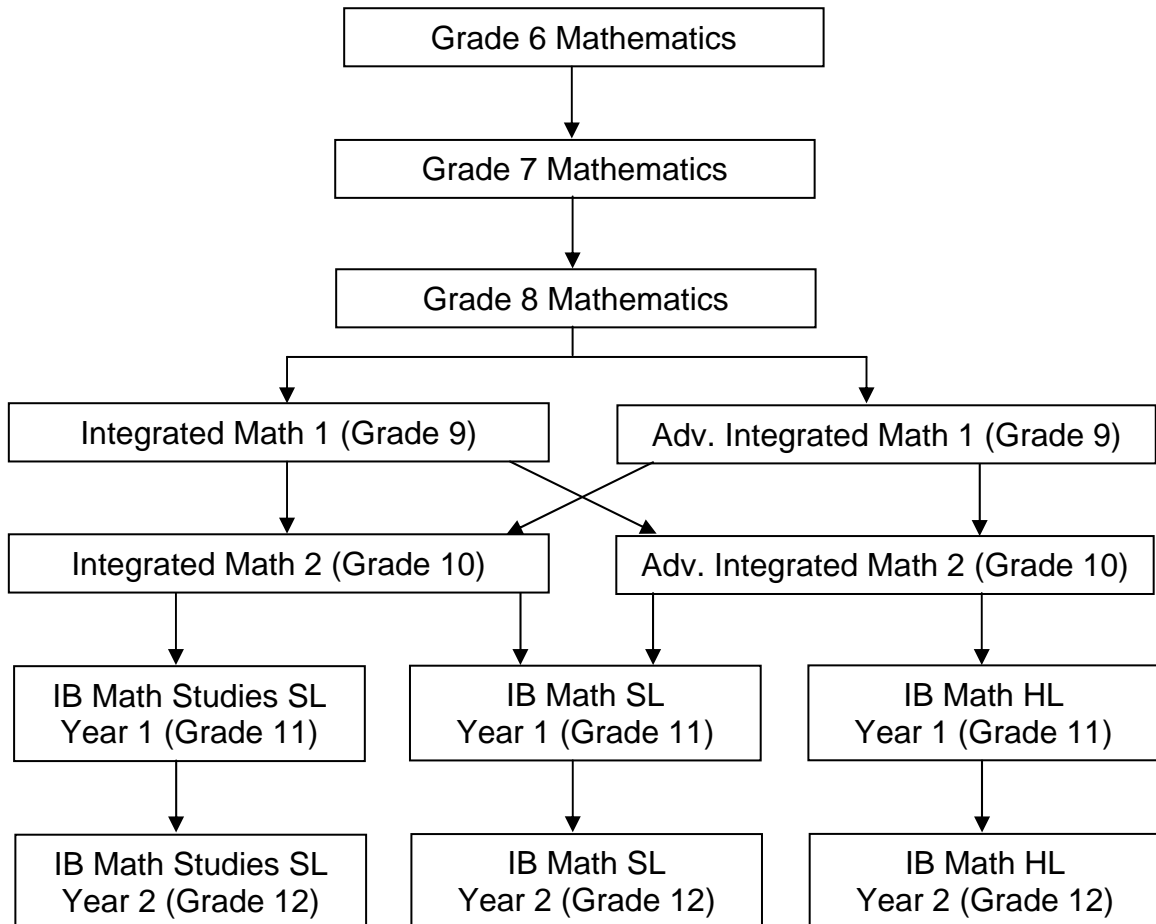 Grade 6 Mathematics
Grade 7 Mathematics
Grade 8 Mathematics
Integrated Math 1 (Grade 9)
Adv. Integrated Math 1 (Grade 9)
Integrated Math 2 (Grade 10)
Adv. Integrated Math 2 (Grade 10)
IB Math Studies SL
Year 1 (Grade 11)
IB Math SL
Year 1 (Grade 11)
IB Math HL
Year 1 (Grade 11)
IB Math Studies SL
Year 2 (Grade 12)
IB Math SL
Year 2 (Grade 12)
IB Math HL
Year 2 (Grade 12)